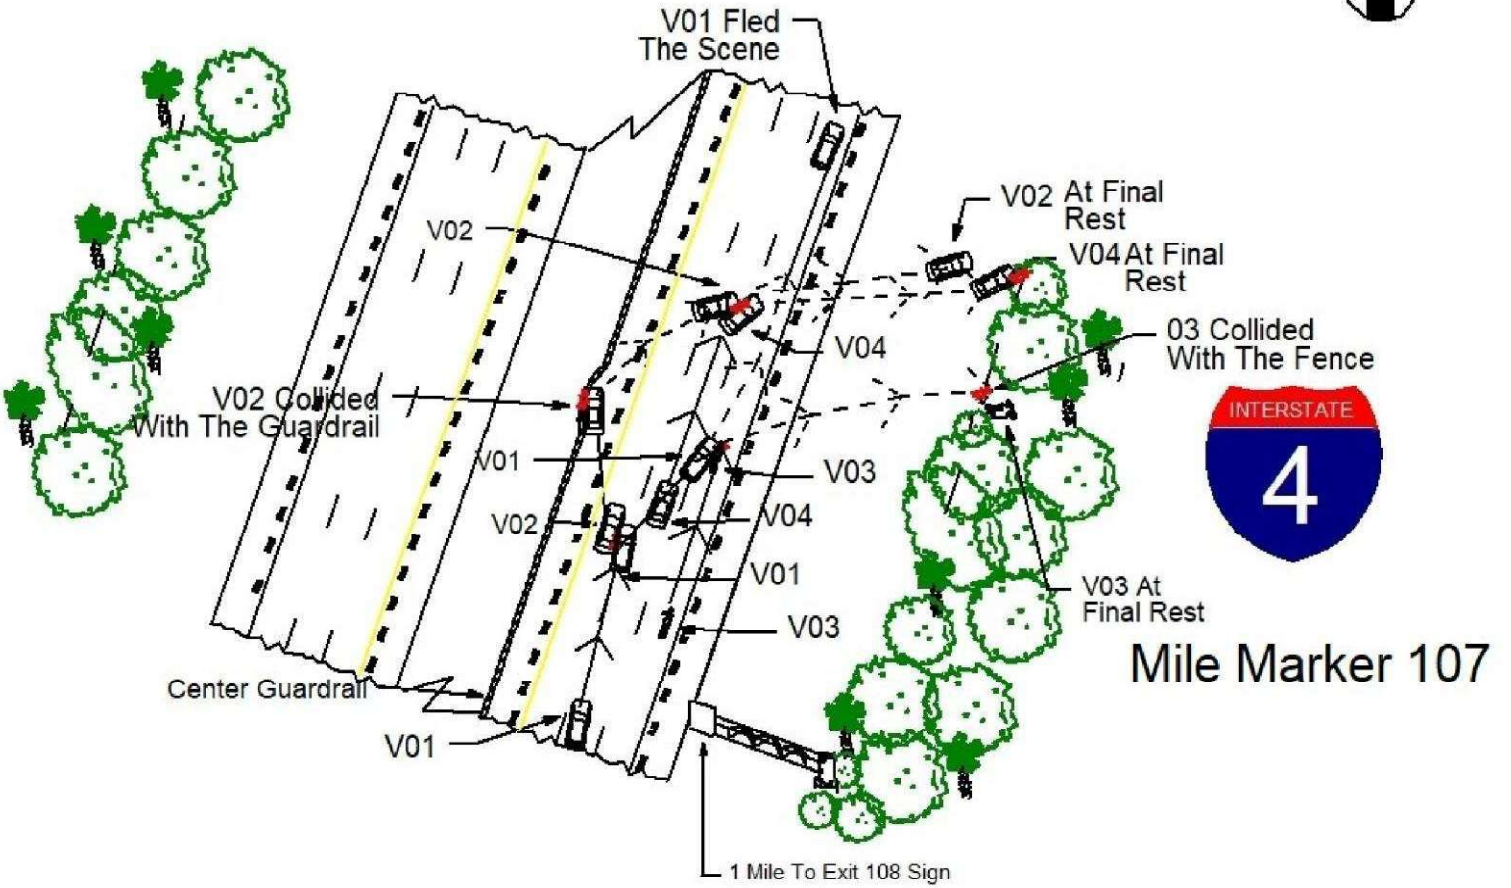 V01 Fled
The Scene
V02 At Final
Rest
V02
V04 At Final
Rest
V04
03 Collided
With The Fence
V02 Collided
With The Guardrail
INTERSTATE
4
V01
V03
V02
V04
V01
V03 At
Final Rest
V03
Mile Marker 107
Center Guardrail
V01
1 Mile To Exit 108 Sign